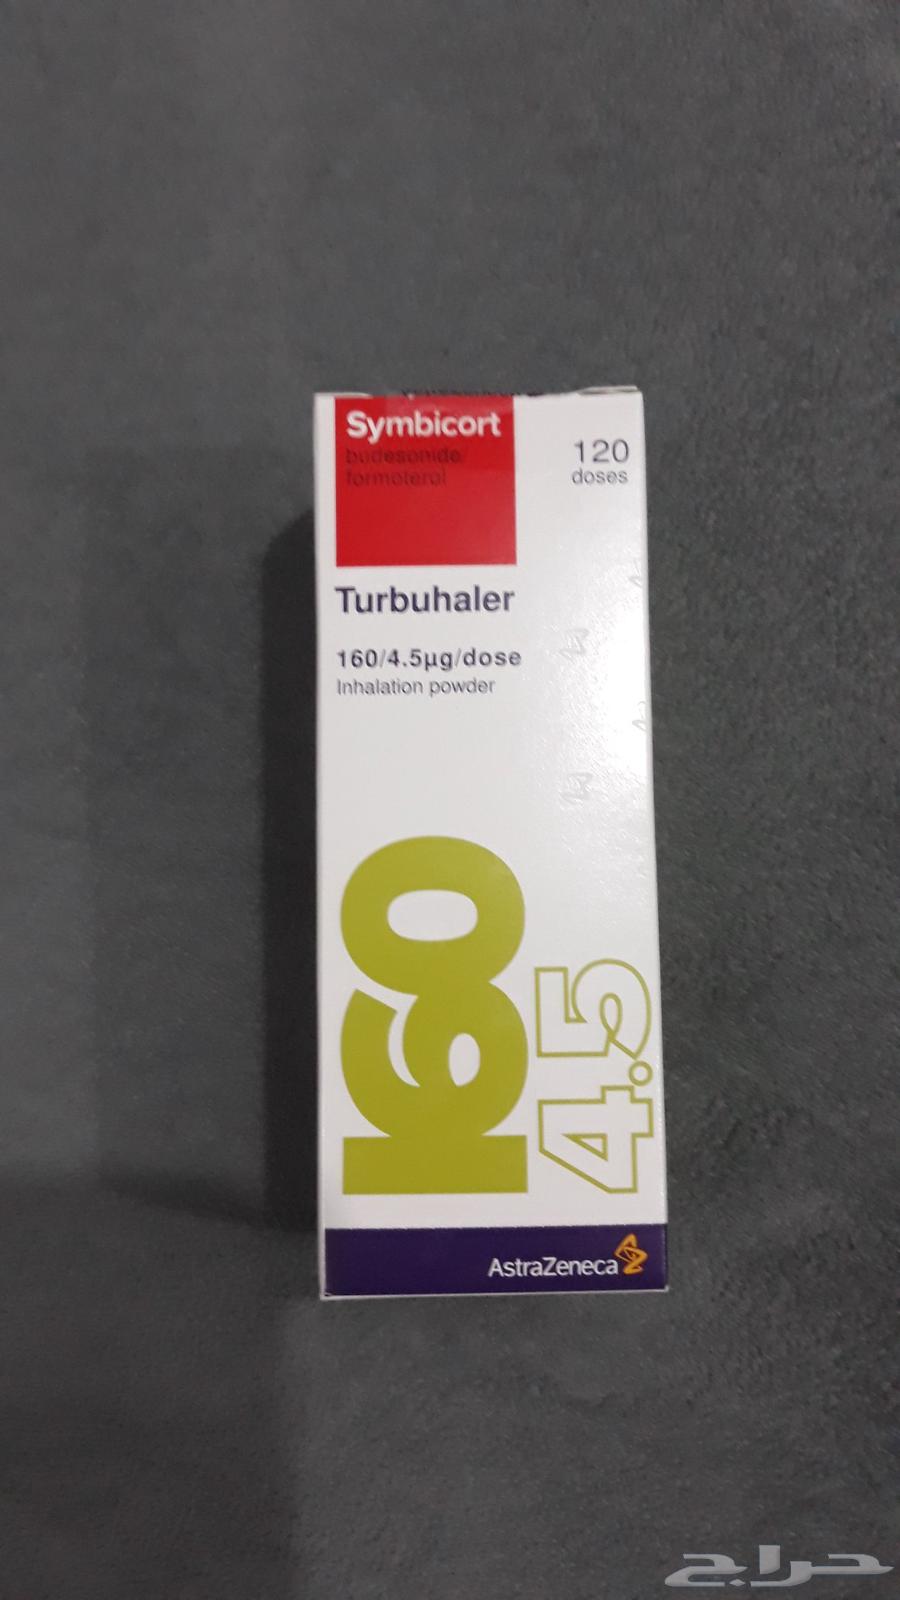 Symbicort
budesonide/
formoterol
120
doses
Turbuhaler
160/4.5µg/dose
Inhalation powder
160
4.5
AstraZeneca
حراج